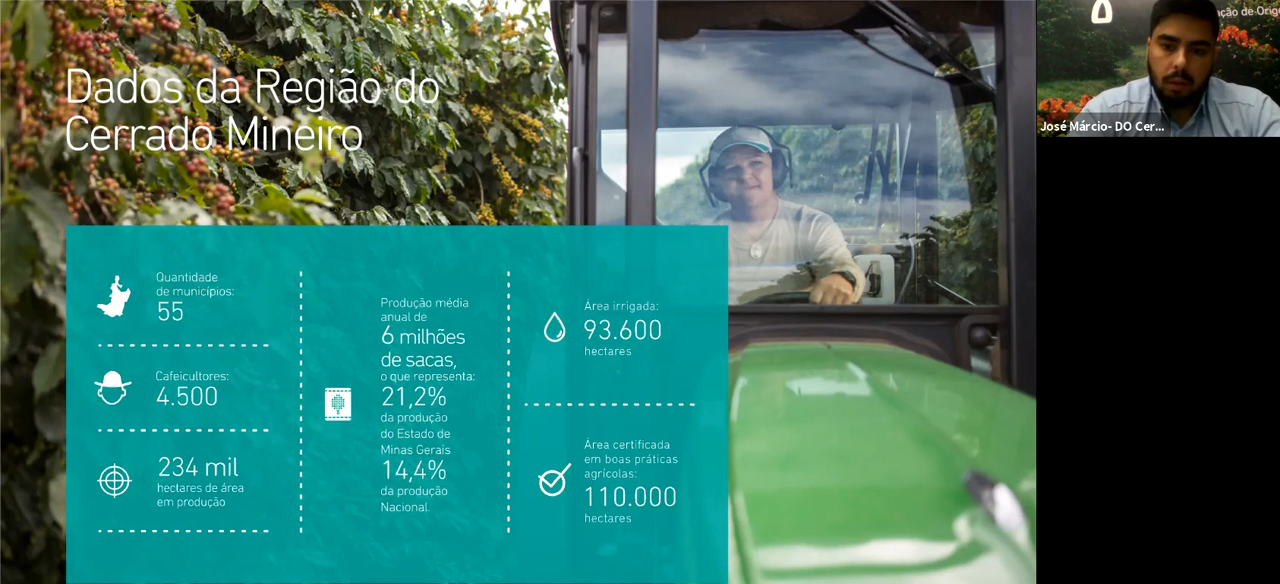 Dados da Região do
Cerrado Mineiro
Quantidade
de municípios:
55
Cafeicultores:
4.500
234 mil
hectares de área
em produção
Produção média
anual de
6 milhões
de sacas,
o que representa:
21,2%
da produção
do Estado de
Minas Gerais
14,4%
da produção
Nacional.
Área irrigada:
93.600
hectares
Área certificada
em boas práticas
agrícolas:
110.000
hectares
ação de Orig
José Márcio- DO Cer...